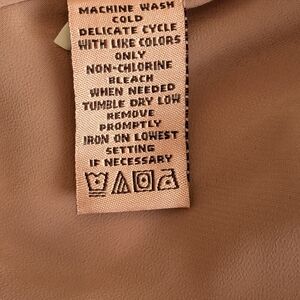 MACHINE WASH
COLD
DELICATE CYCLE
WITH LIKE COLORS
ONLY
NON-CHLORINE
BLEACH
WHEN NEEDED
TUMBLE DRY LOW
REMOVE
PROMPTLY
IRON ON LOWEST
SETTING
IF NECESSARY